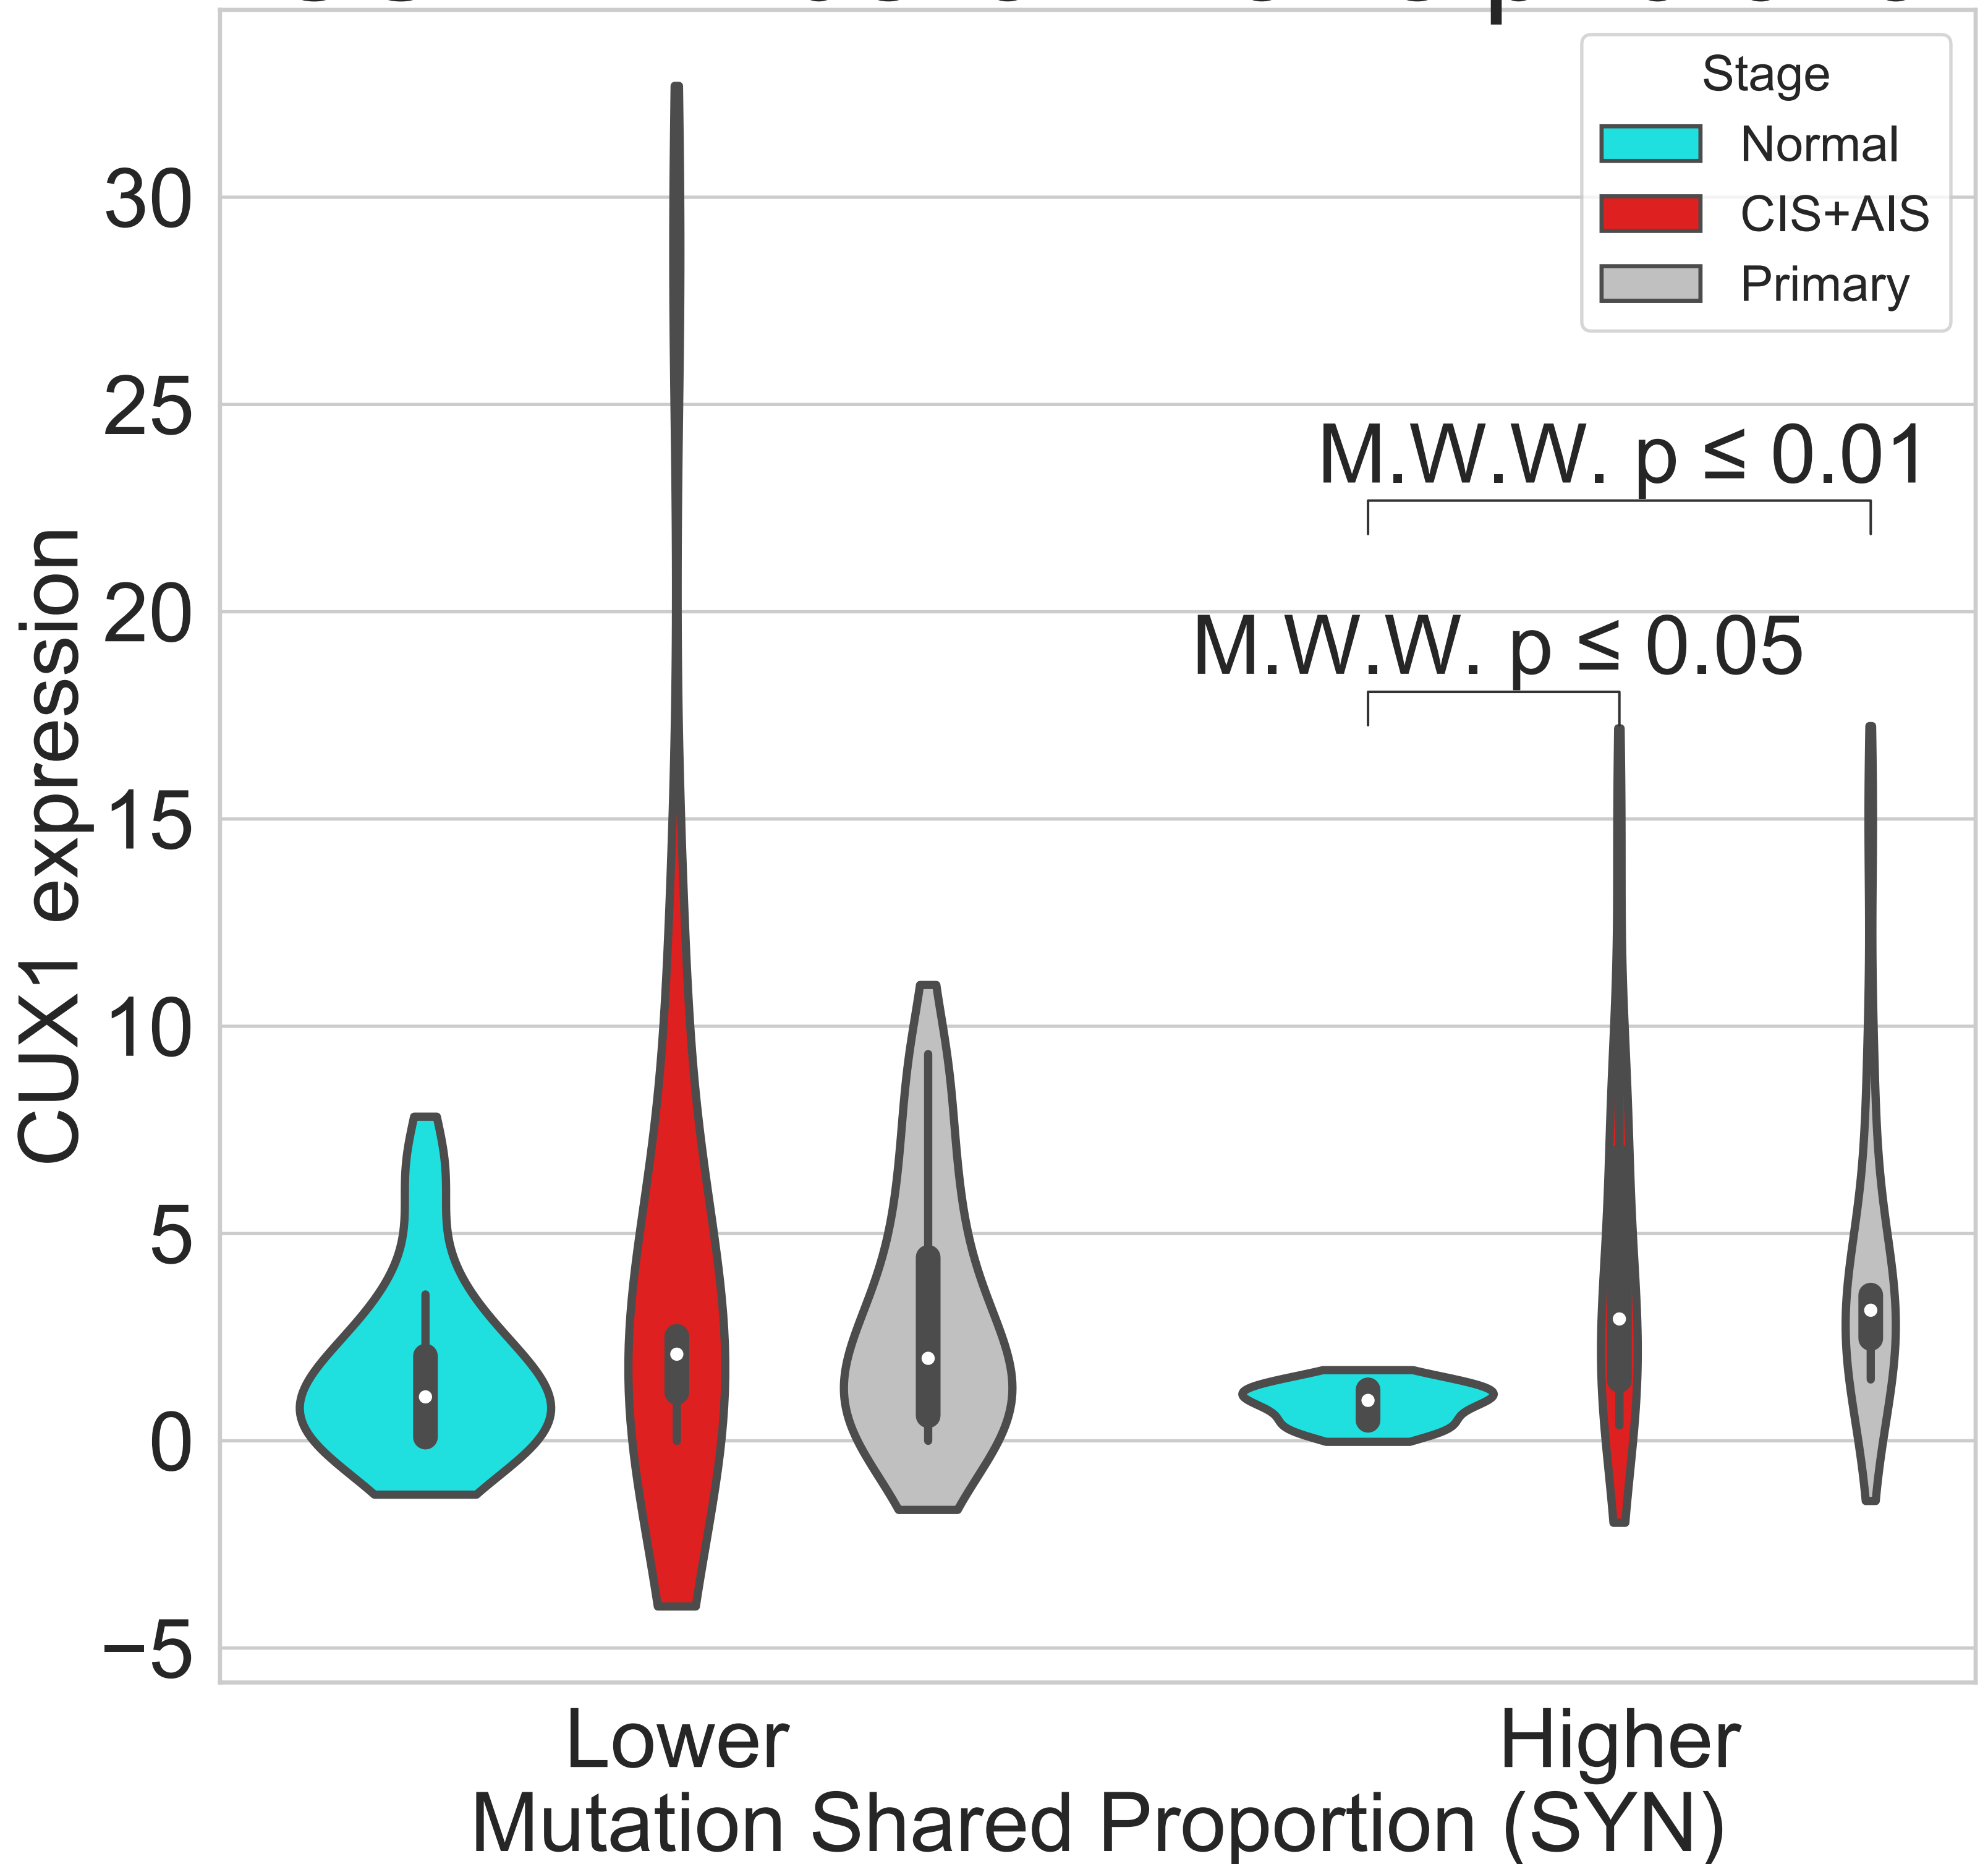 Stage
Normal
CIS+AIS
Primary
30
25
20
15
10
5
0
−5
CUX1 expression
M.W.W. p ≤ 0.01
M.W.W. p ≤ 0.05
Lower
Higher
Mutation Shared Proportion (SYN)